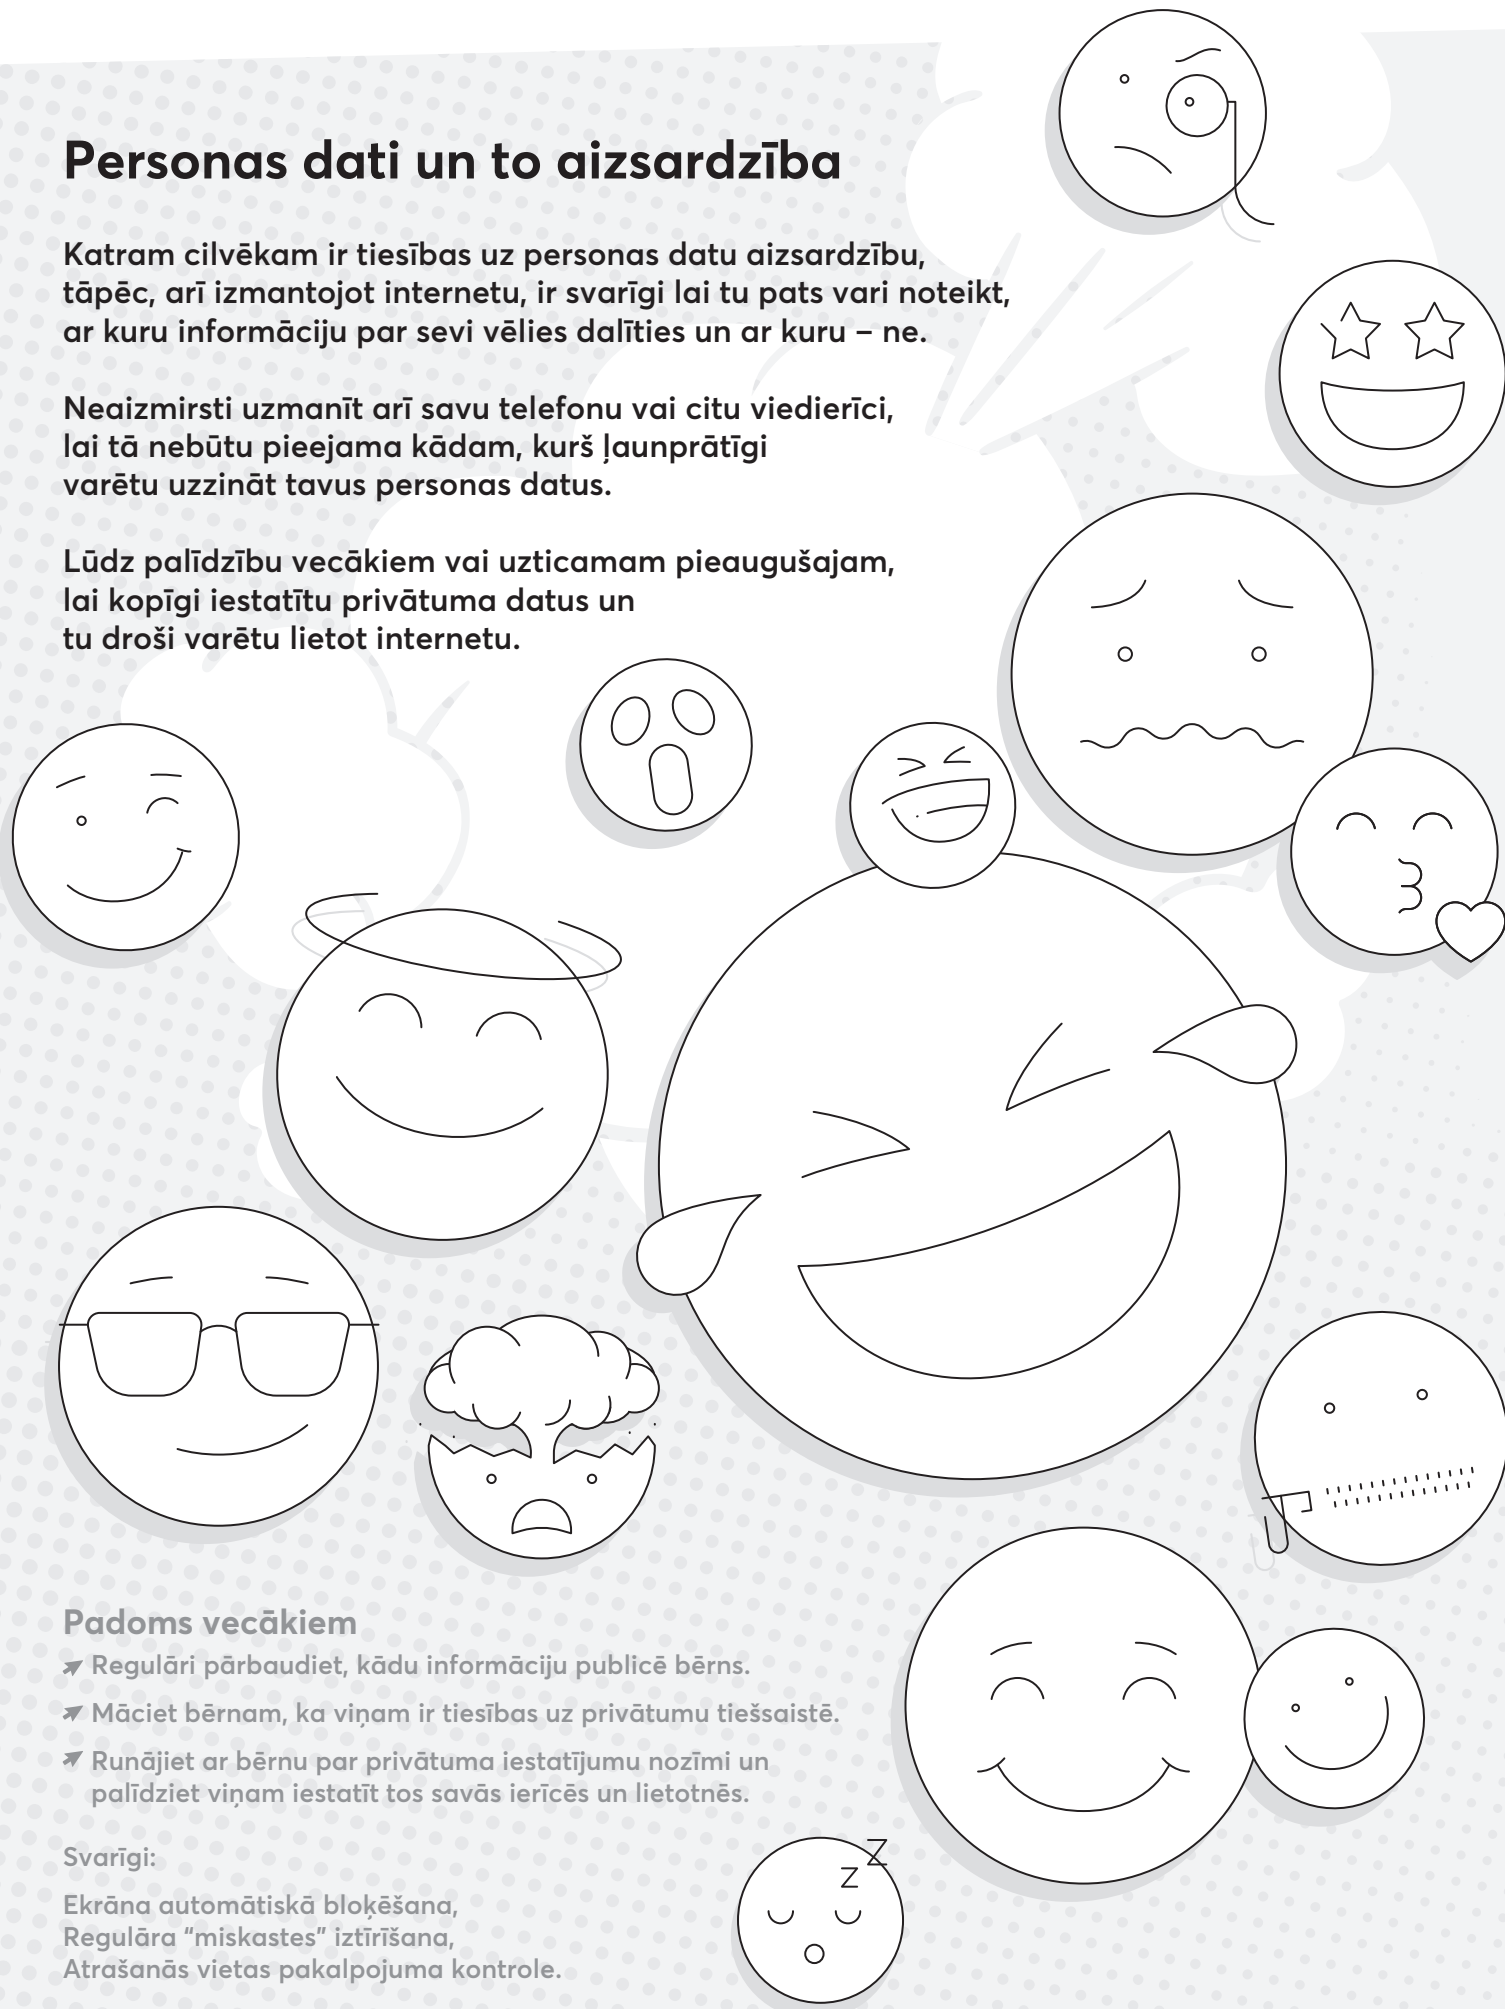 Personas dati un to aizsardzība
Katram cilvēkam ir tiesības uz personas datu aizsardzību,
tāpēc, arī izmantojot internetu, ir svarīgi lai tu pats vari noteikt,
ar kuru informāciju par sevi vēlies dalīties un ar kuru – ne.
Neaizmirsti uzmanīt arī savu telefonu vai citu viedierīci,
lai tā nebūtu pieejama kādam, kurš ļaunprātīgi
varētu uzzināt tavus personas datus.
Lūdz palīdzību vecākiem vai uzticamam pieaugušajam,
lai kopīgi iestatītu privātuma datus un
tu droši varētu lietot internetu.
Padoms vecākiem
Regulāri pārbaudiet, kādu informāciju publicē bērns.
Māciet bērnam, ka viņam ir tiesības uz privātumu tiešsaistē.
Runājiet ar bērnu par privātuma iestatījumu nozīmi un
palīdziet viņam iestatīt tos savās ierīcēs un lietotnēs.
Svarīgi:
Ekrāna automātiskā bloķēšana,
Regulāra “miskastes” iztīrīšana,
Atrašanās vietas pakalpojuma kontrole.
Z
Z